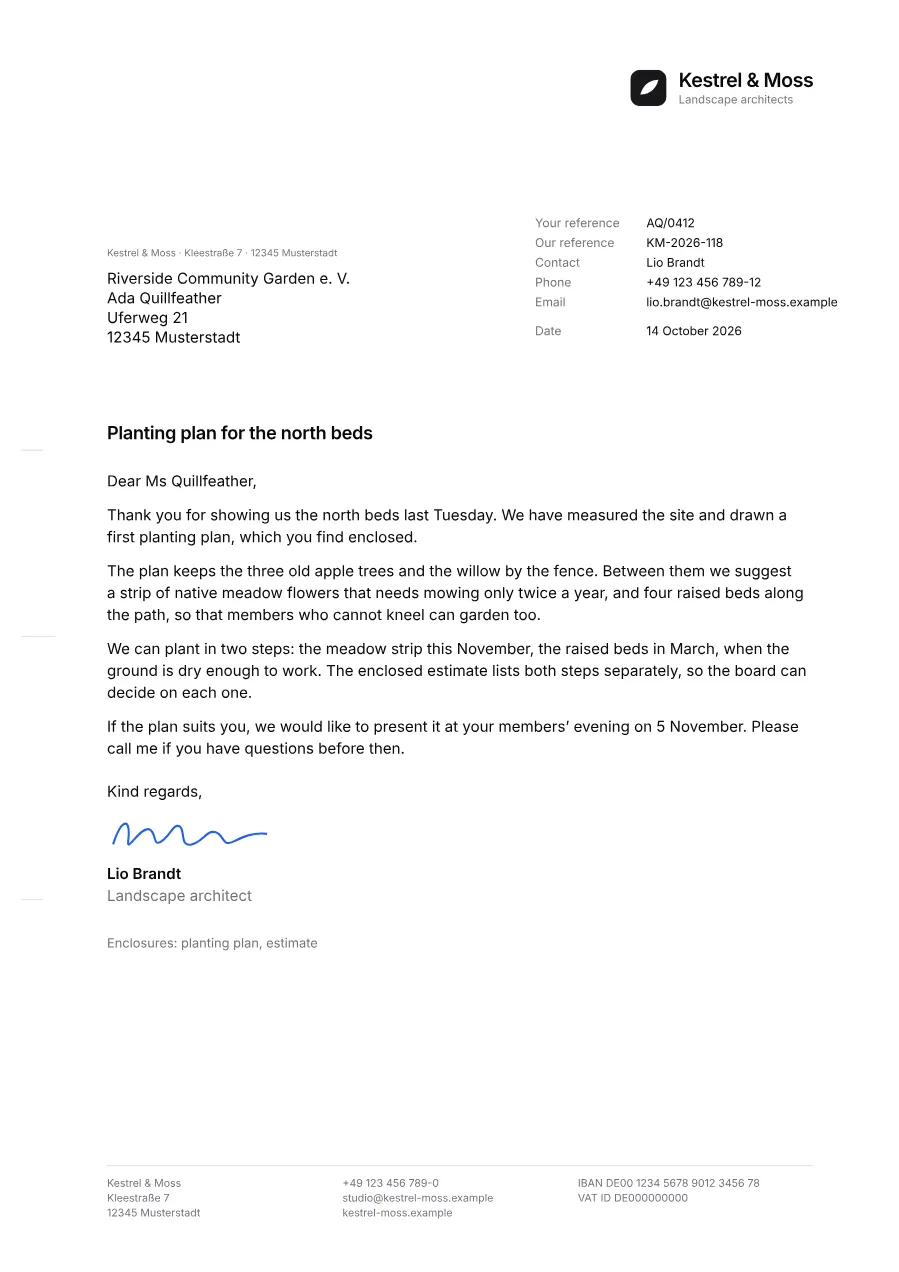 Kestrel & Moss
Landscape architects
Your reference AQ/0412
Our reference KM-2026-118
Contact Lio Brandt
Phone +49 123 456 789-12
Email lio.brandt@kestrel-moss.example
Date 14 October 2026
Kestrel & Moss · Kleestraße 7 · 12345 Musterstadt
Riverside Community Garden e. V.
Ada Quillfeather
Uferweg 21
12345 Musterstadt
Planting plan for the north beds
Dear Ms Quillfeather,
Thank you for showing us the north beds last Tuesday. We have measured the site and drawn a
first planting plan, which you find enclosed.
The plan keeps the three old apple trees and the willow by the fence. Between them we suggest
a strip of native meadow flowers that needs mowing only twice a year, and four raised beds along
the path, so that members who cannot kneel can garden too.
We can plant in two steps: the meadow strip this November, the raised beds in March, when the
ground is dry enough to work. The enclosed estimate lists both steps separately, so the board can
decide on each one.
If the plan suits you, we would like to present it at your members’ evening on 5 November. Please
call me if you have questions before then.
Kind regards,
Lio Brandt
Landscape architect
Enclosures: planting plan, estimate
Kestrel & Moss
Kleestraße 7
12345 Musterstadt
+49 123 456 789-0
studio@kestrel-moss.example
kestrel-moss.example
IBAN DE00 1234 5678 9012 3456 78
VAT ID DE000000000